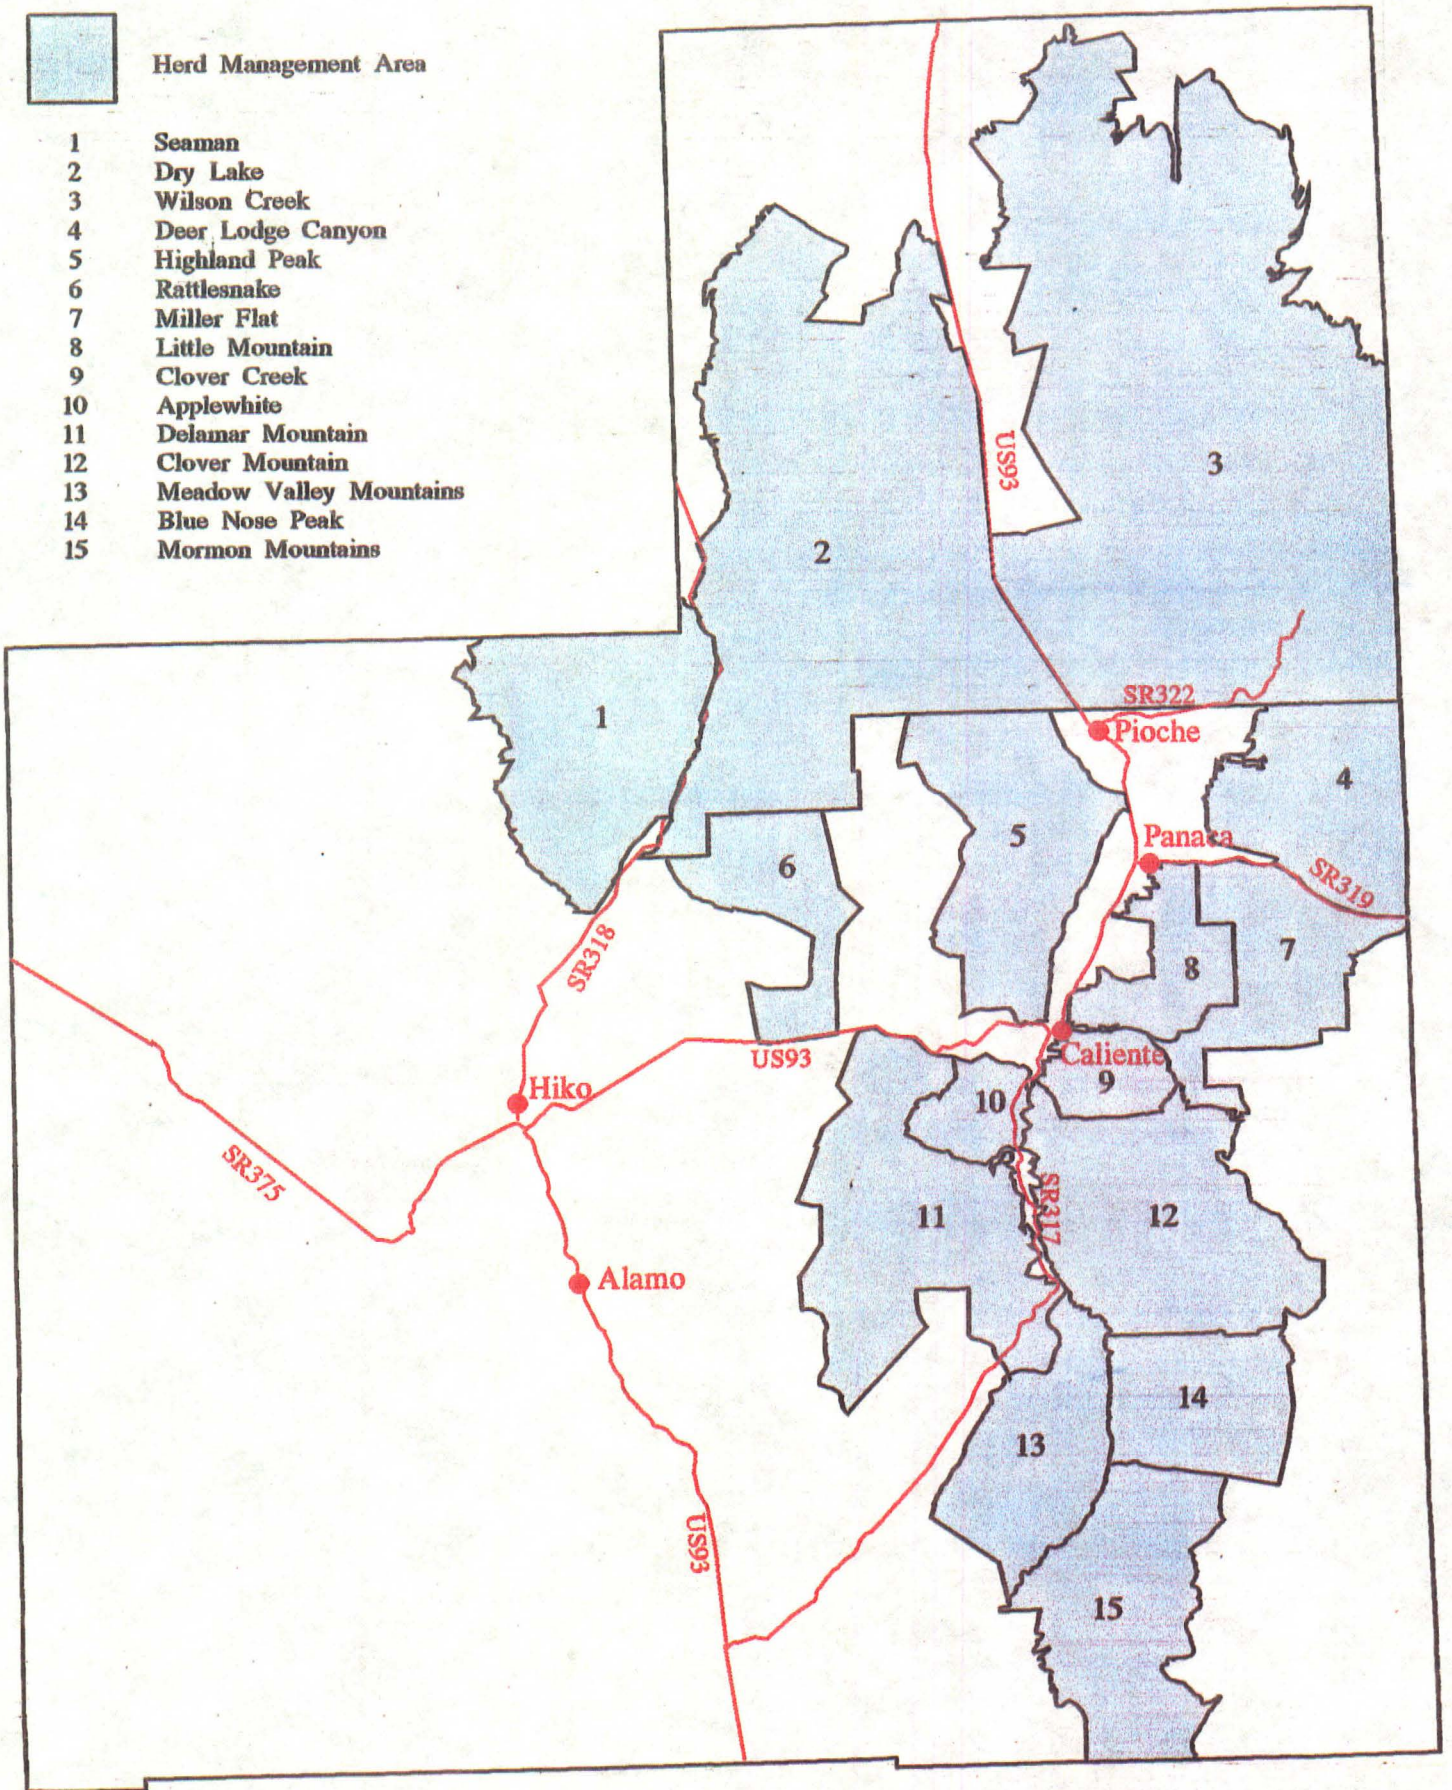 Herd Management Area
1 Seaman
2 Dry Lake
3 Wilson Creek
4 Deer Lodge Canyon
5 Highland Peak
6 Rattlesnake
7 Miller Flat
8 Little Mountain
9 Clover Creek
10 Applewhite
11 Delamar Mountain
12 Clover Mountain
13 Meadow Valley Mountains
14 Blue Nose Peak
15 Mormon Mountains
US93
3
2
SR322
1
Pioche
4
5
Panaca
6
SR319
SR318
8
7
US93
Caliente
9
Hiko
10
SR375
SR317
11
12
Alamo
14
13
US93
15